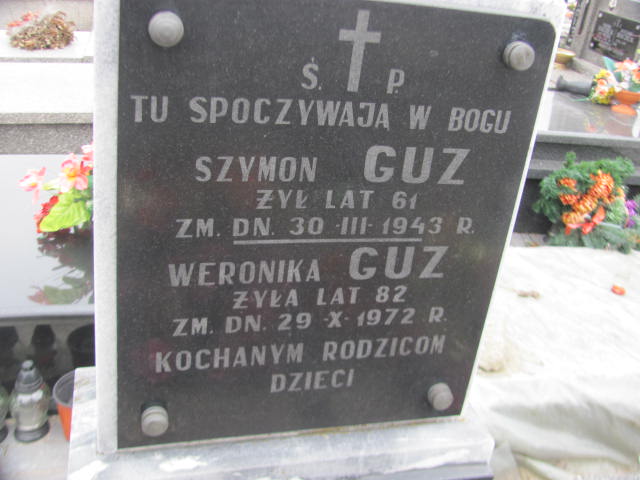 Ś. P.
TU SPOCZYWAJĄ W BOGU
SZYMON GUZ
ŻYŁ LAT 61
ZM. DN. 30-III-1943 R.
WERONIKA GUZ
ŻYŁA LAT 82
ZM. DN. 29-X-1972 R.
KOCHANYM RODZICOM
DZIECI